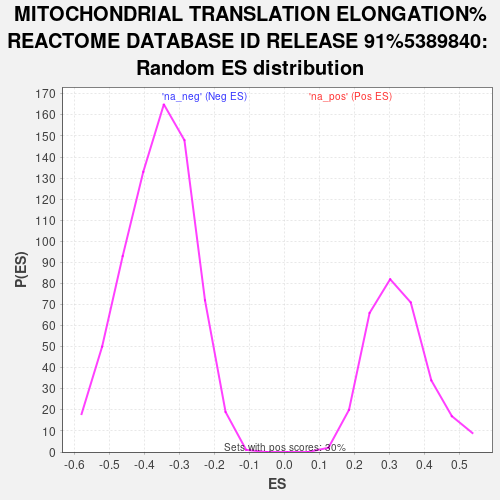 MITOCHONDRIAL TRANSLATION ELONGATION%
REACTOME DATABASE ID RELEASE 91%5389840:
Random ES distribution
'na_neg' (Neg ES) 'na_pos' (Pos ES)
170
160
150
140
130
120
110
100
90
80
70
60
50
40
30
20
10
0
P(ES)
Sets with pos scores: 30%
-0.6 -0.5 -0.4 -0.3 -0.2 -0.1 0.0 0.1 0.2 0.3 0.4 0.5
ES